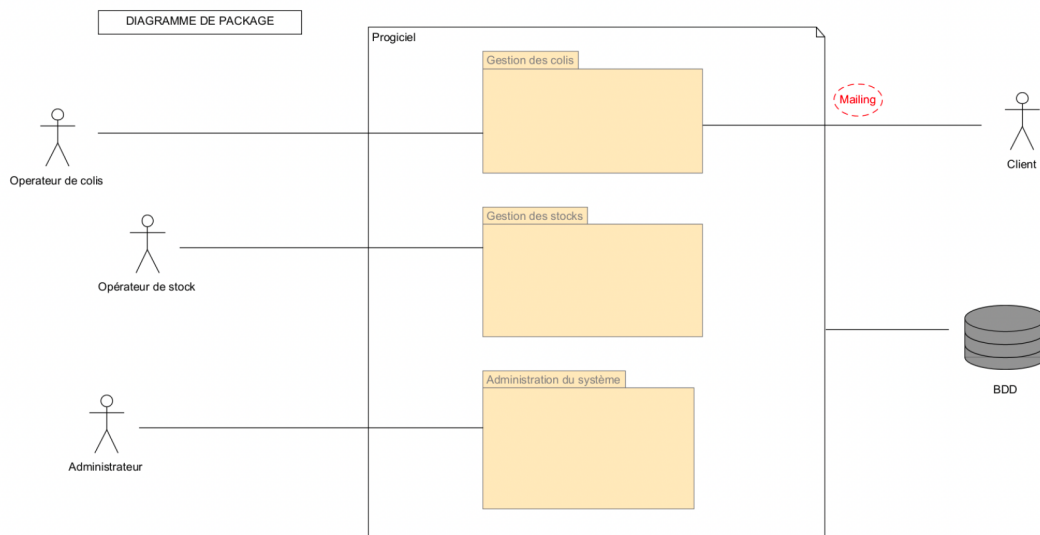 DIAGRAMME DE PACKAGE
Progiciel
Gestion des colis
Mailing
Operateur de colis
Client
Gestion des stocks
Opérateur de stock
Administration du système
BDD
Administrateur